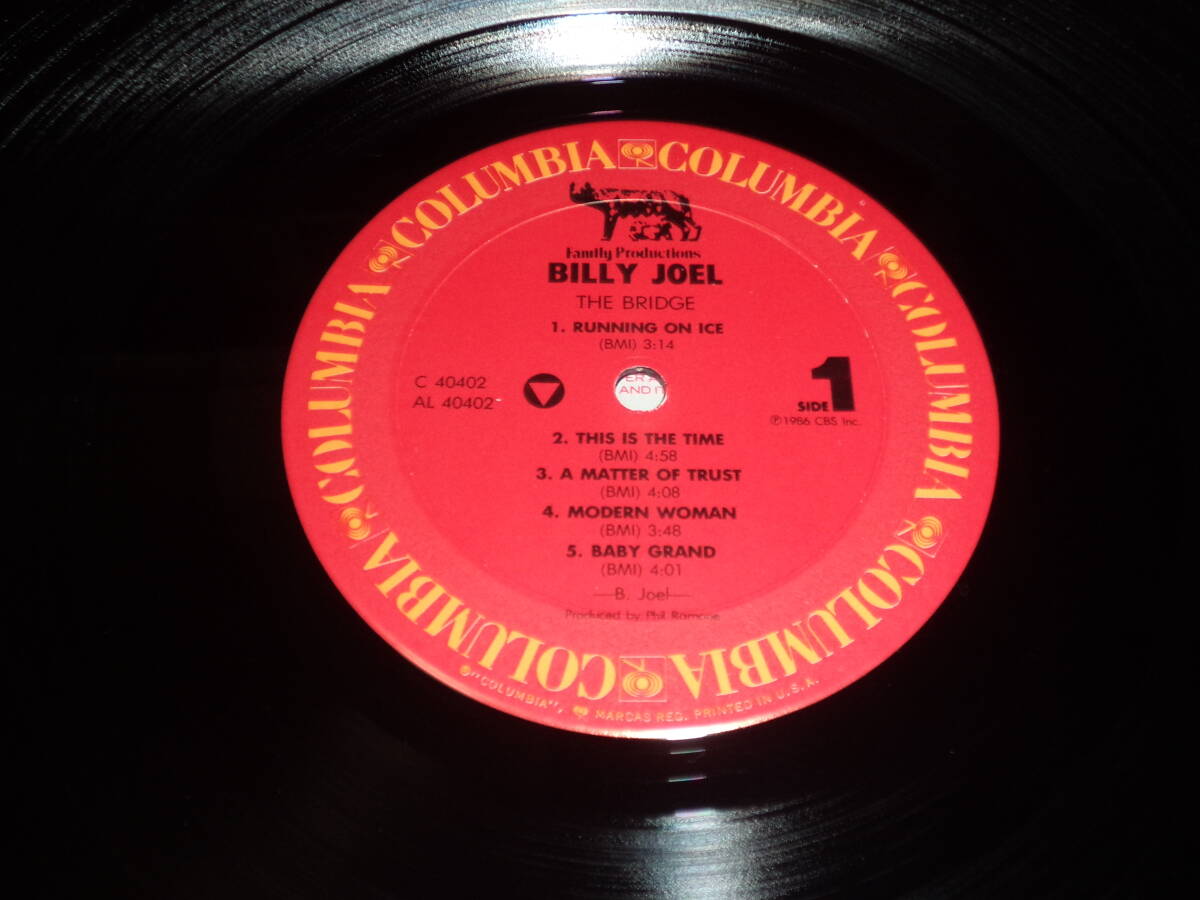 COLUMBIA COLUMBIA COLUMBIA COLUMBIA COLUMBIA COLUMBIA
Family Productions
BILLY JOEL
THE BRIDGE
1. RUNNING ON ICE
(BMI) 3:14
C 40402
AL 40402
SIDE 1
℗1986 CBS Inc.
AND
2. THIS IS THE TIME
(BMI) 4:58
3. A MATTER OF TRUST
(BMI) 4:08
4. MODERN WOMAN
(BMI) 3:48
5. BABY GRAND
(BMI) 4:01
—B. Joel—
Produced by Phil Ramone
"COLUMBIA", MARCAS REG. PRINTED IN U.S.A.